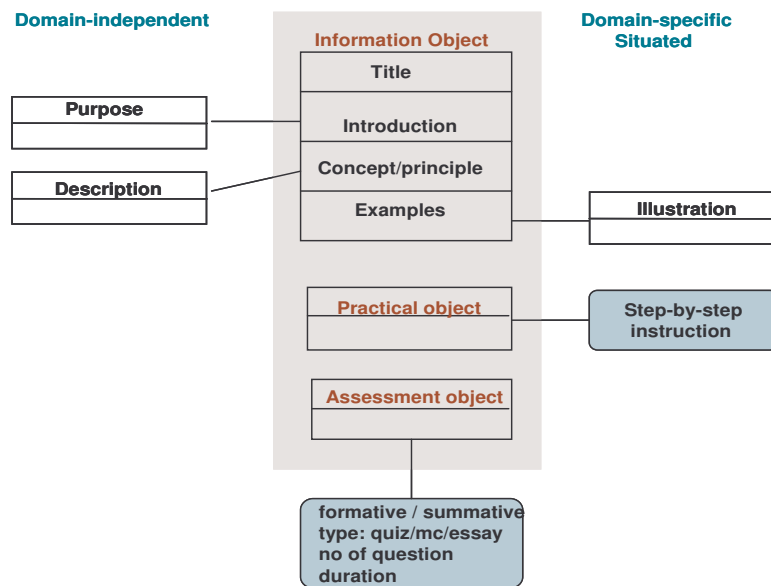 Domain-independent
Domain-specific
Situated
Information Object
Title
Purpose
Introduction
Concept/principle
Description
Examples
Illustration
Practical object
Step-by-step
instruction
Assessment object
formative / summative
type: quiz/mc/essay
no of question
duration